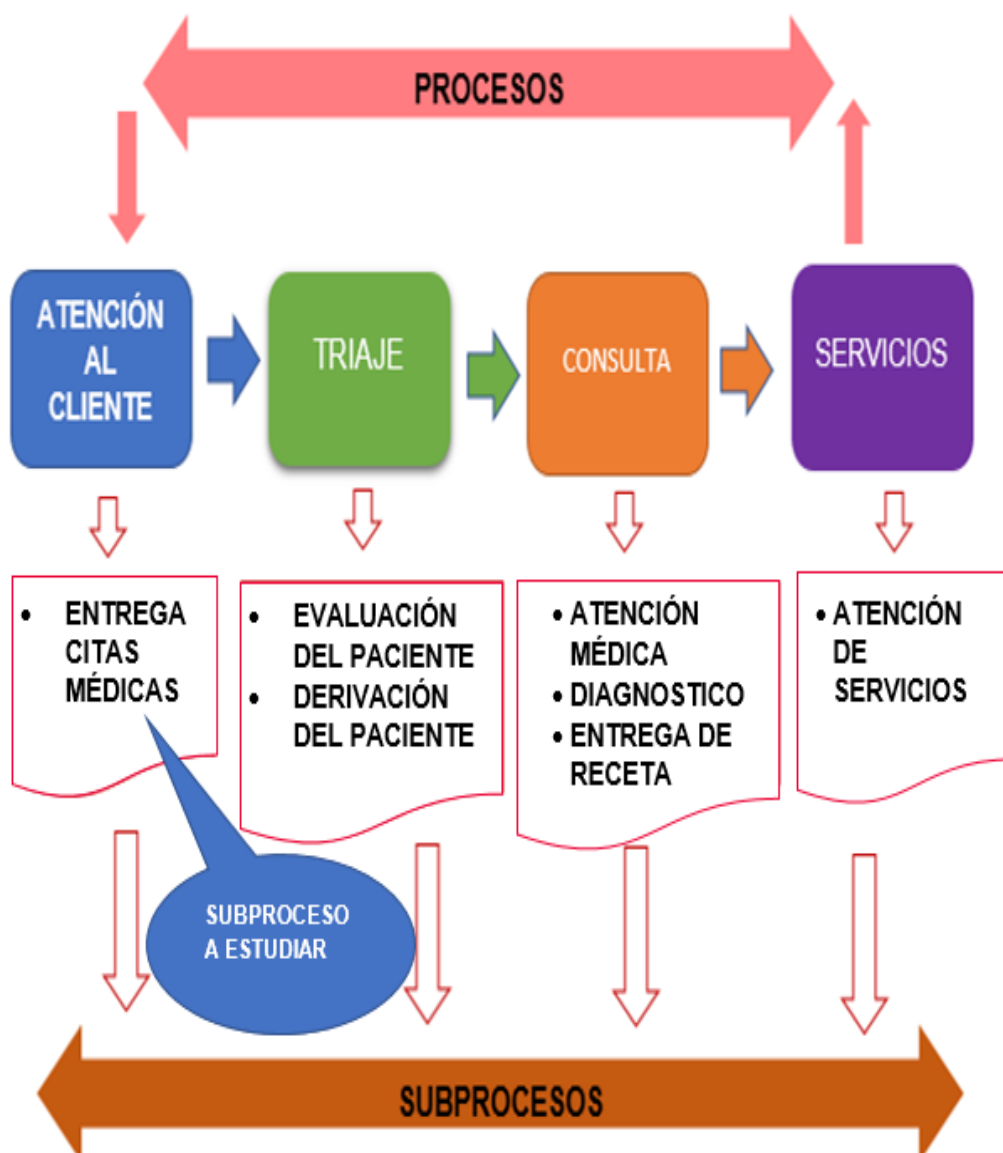 PROCESOS
ATENCIÓN
AL
CLIENTE
TRIAJE
CONSULTA
SERVICIOS
• ENTREGA
CITAS
MÉDICAS
• EVALUACIÓN
DEL PACIENTE
• DERIVACIÓN
DEL PACIENTE
• ATENCIÓN
MÉDICA
• DIAGNOSTICO
• ENTREGA DE
RECETA
• ATENCIÓN
DE
SERVICIOS
SUBPROCESO
A ESTUDIAR
SUBPROCESOS